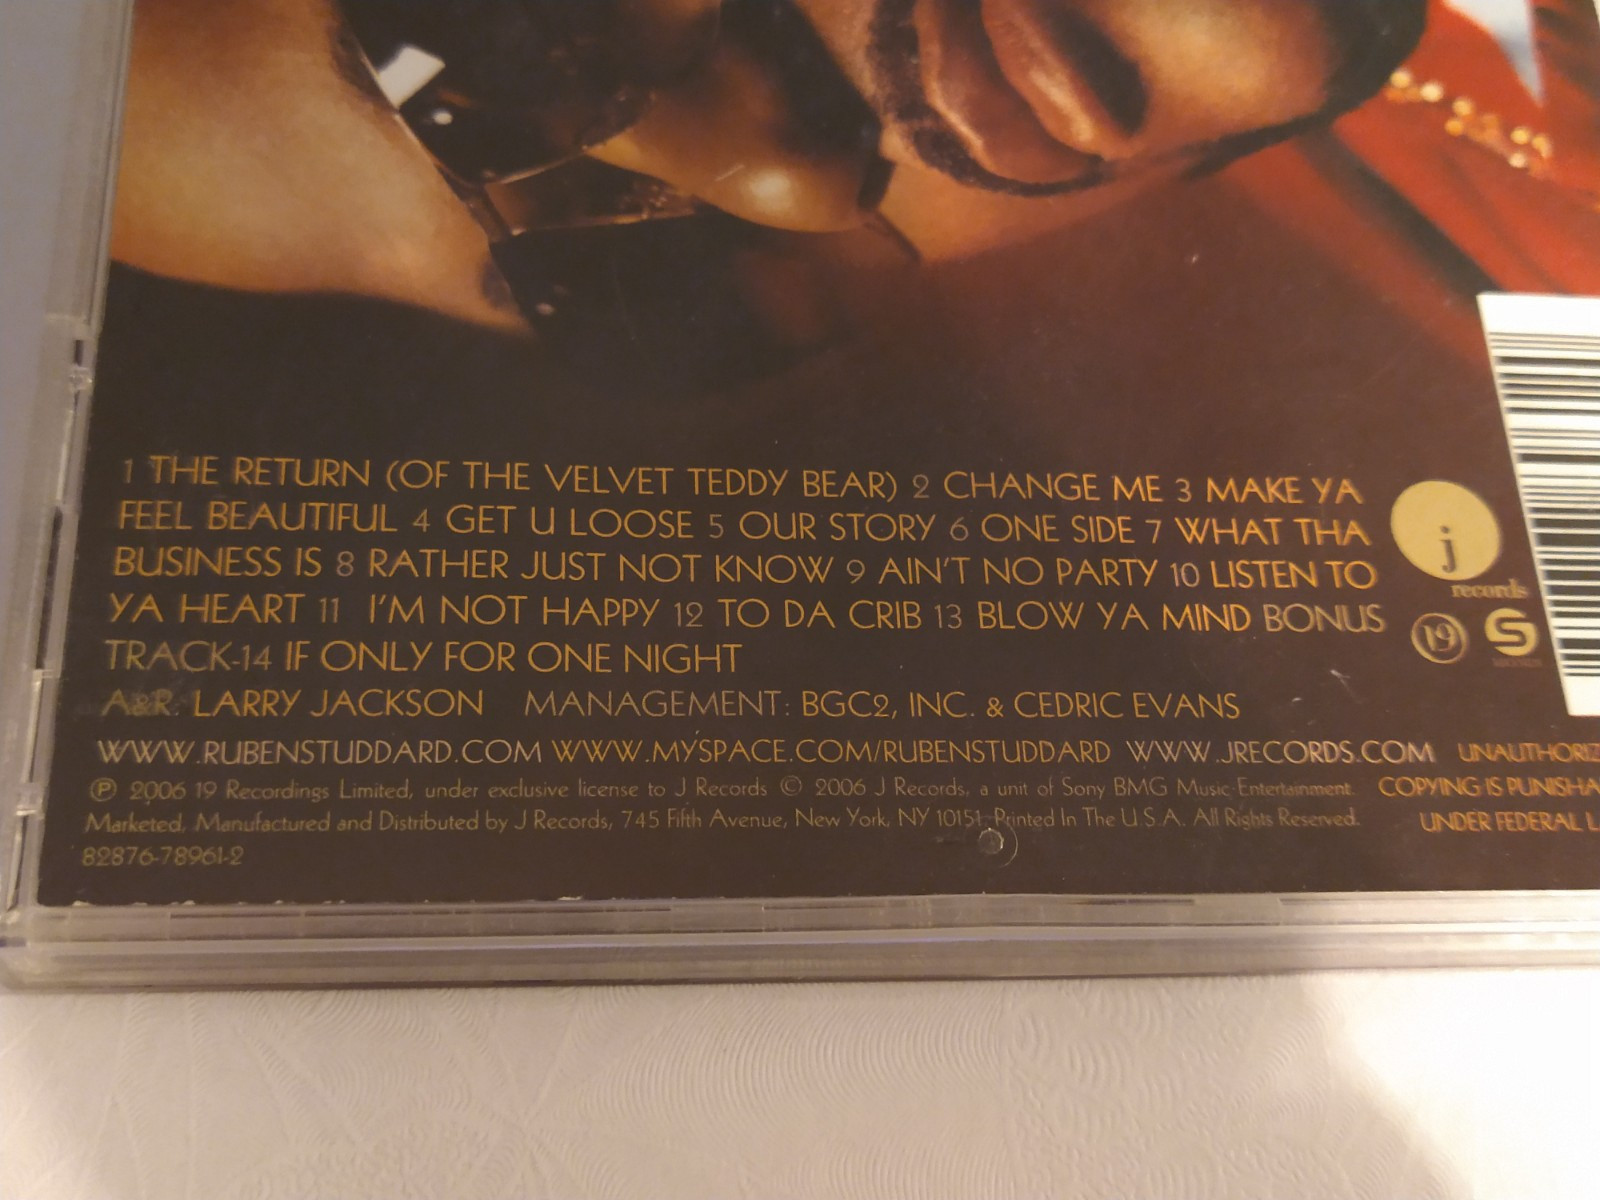 1 THE RETURN (OF THE VELVET TEDDY BEAR) 2 CHANGE ME 3 MAKE YA
FEEL BEAUTIFUL 4 GET U LOOSE 5 OUR STORY 6 ONE SIDE 7 WHAT THA
BUSINESS IS 8 RATHER JUST NOT KNOW 9 AIN'T NO PARTY 10 LISTEN TO
YA HEART 11 I'M NOT HAPPY 12 TO DA CRIB 13 BLOW YA MIND BONUS
TRACK-14 IF ONLY FOR ONE NIGHT
A&R: LARRY JACKSON MANAGEMENT: BGC2, INC. & CEDRIC EVANS
WWW.RUBENSTUDDARD.COM WWW.MYSPACE.COM/RUBENSTUDDARD WWW.JRECORDS.COM
Ⓟ 2006 19 Recordings Limited, under exclusive license to J Records © 2006 J Records, a unit of Sony BMG Music Entertainment.
Marketed, Manufactured and Distributed by J Records, 745 Fifth Avenue, New York, NY 10151 Printed In The U.S.A. All Rights Reserved.
82876-78961-2
j
records
19
S
UNAUTHORIZ
COPYING IS PUNISHA
UNDER FEDERAL L